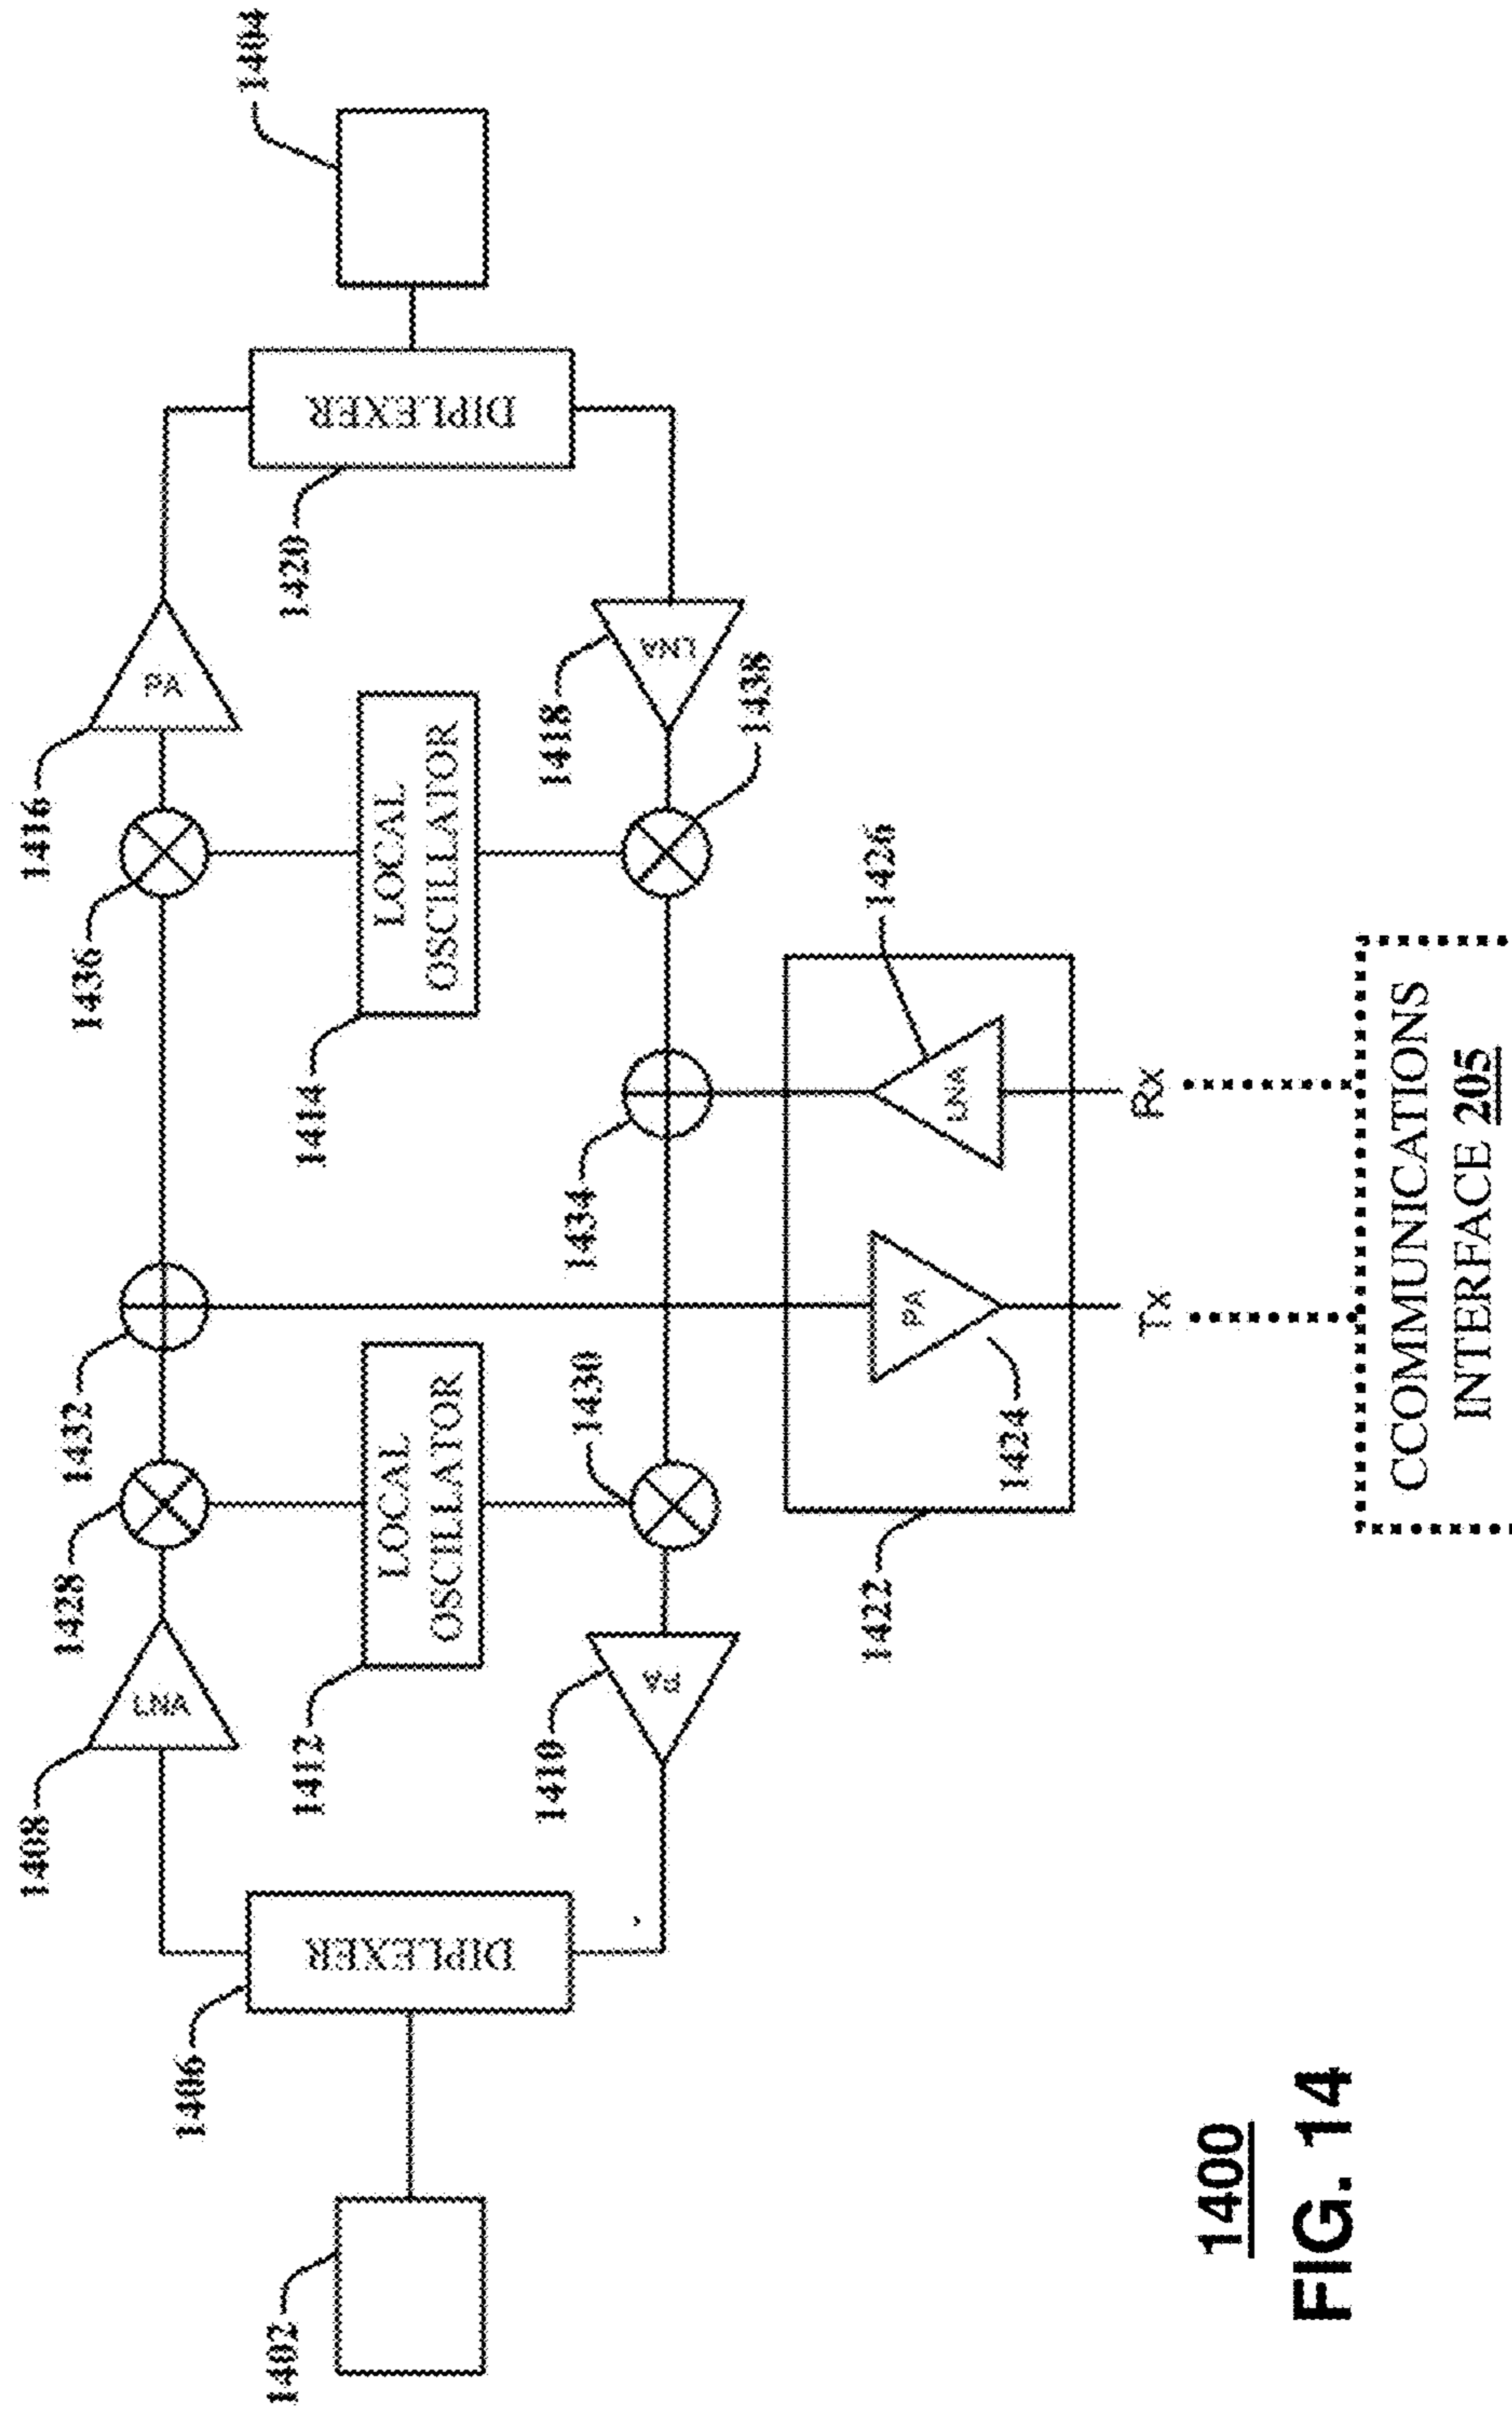 1408
1416
1428
1432
1436
LNA
PA
1406
1404
1402
1412
1414
1420
DIPLEXER
LOCAL
OSCILLATOR
LOCAL
OSCILLATOR
DIPLEXER
1410
1430
1434
1418
PA
LNA
1438
1422
1426
PA
LNA
1424
Tx
Rx
CCOMMUNICATIONS
INTERFACE 205
1400
FIG. 14